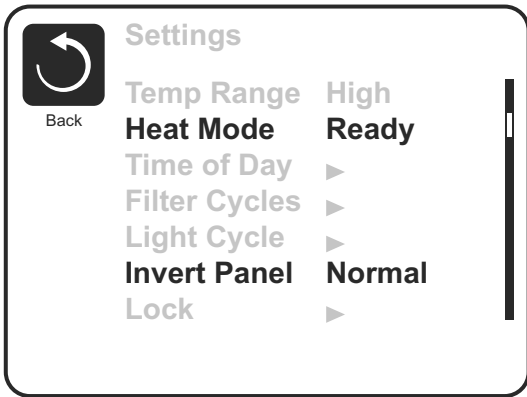 Settings
Back
Temp Range High
Heat Mode Ready
Time of Day
Filter Cycles
Light Cycle
Invert Panel Normal
Lock